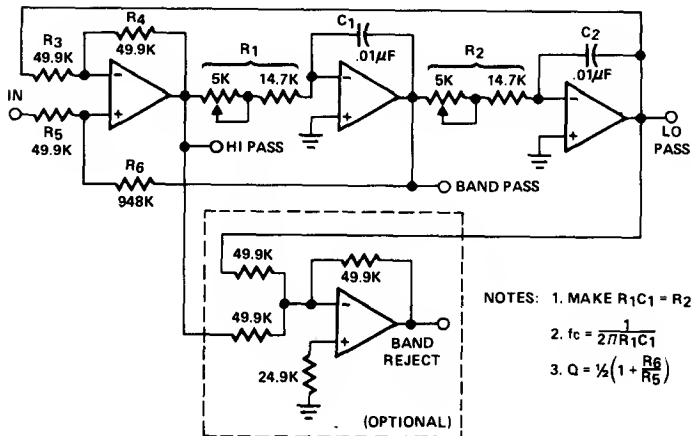 R4
49.9K
R3
49.9K
IN
R5
49.9K
R6
948K
R1
5K 14.7K
C1
.01μF
R2
5K 14.7K
C2
.01μF
HI PASS
BAND PASS
LO
PASS
49.9K
49.9K
49.9K
24.9K
BAND
REJECT
(OPTIONAL)
NOTES: 1. MAKE R1C1 = R2
2. fc = 1/2πR1C1
3. Q = ½(1 + R6/R5)